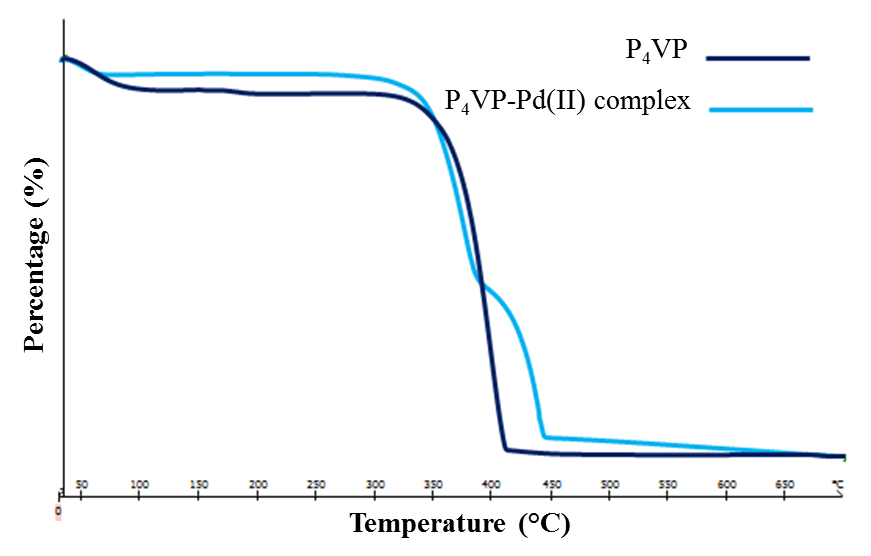 P₄VP
P₄VP-Pd(II) complex
Percentage (%)
50 100 150 200 250 300 350 400 450 500 550 600 650 °C
0
Temperature (°C)